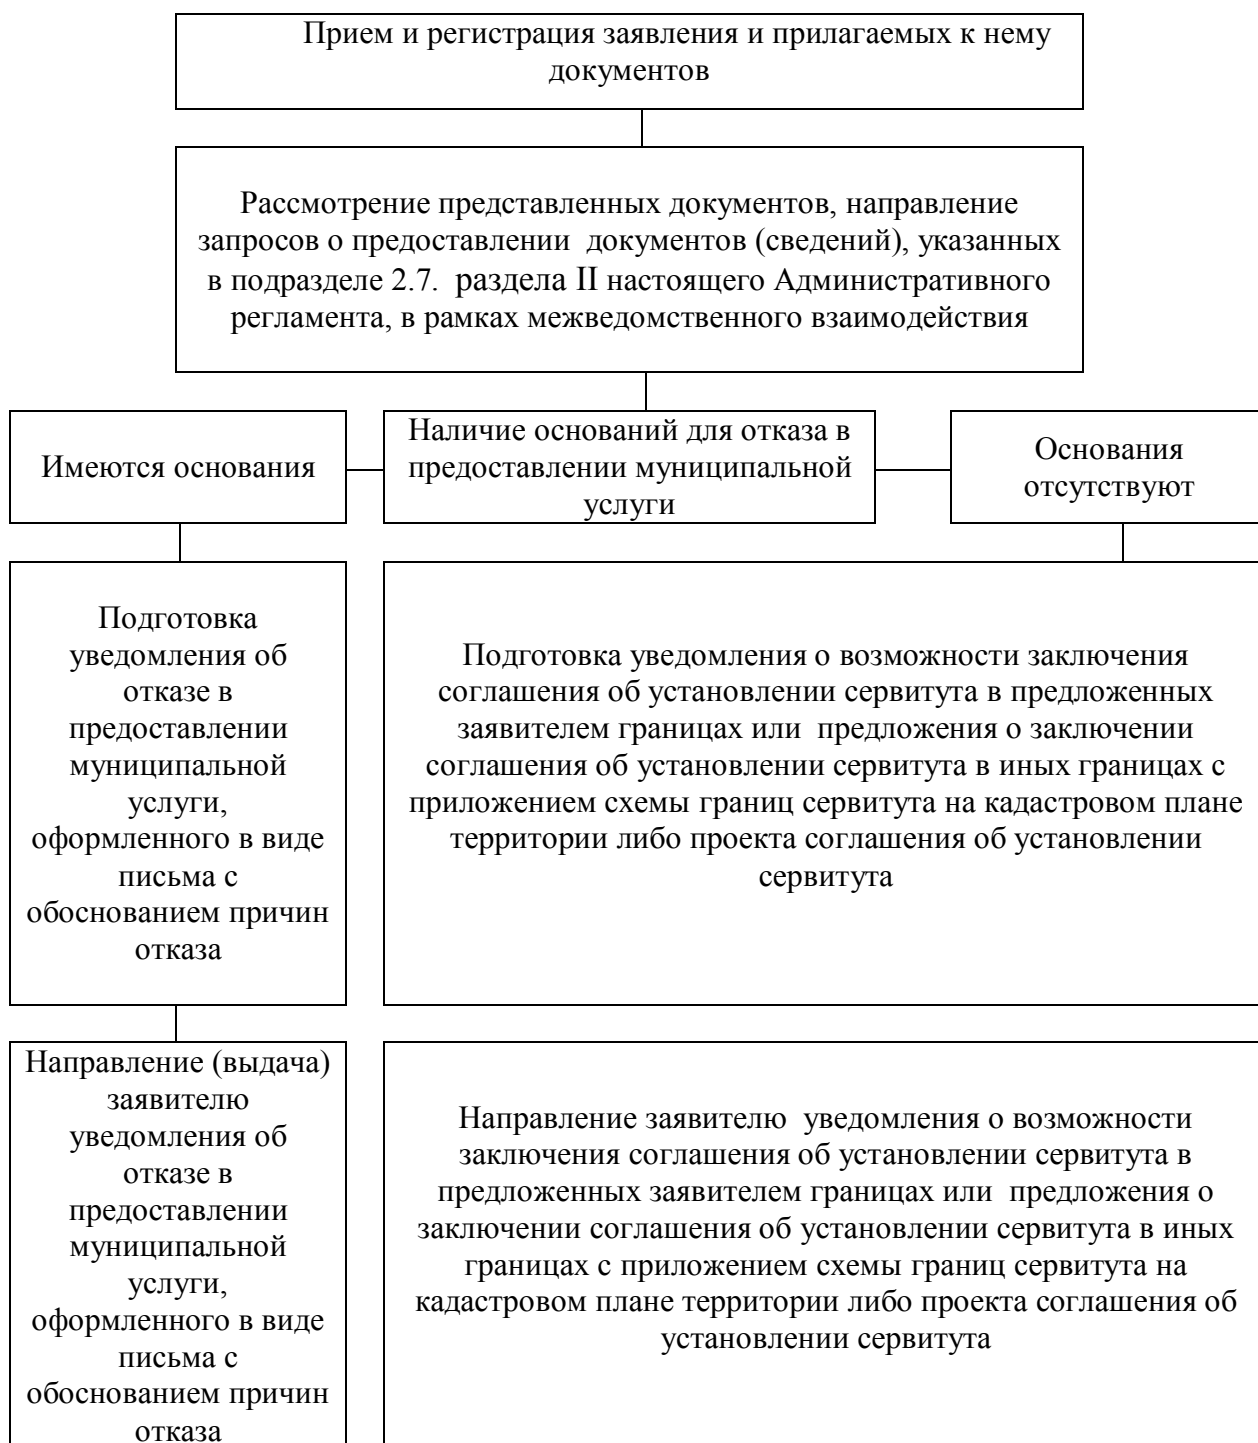 Прием и регистрация заявления и прилагаемых к нему
документов
Рассмотрение представленных документов, направление
запросов о предоставлении документов (сведений), указанных
в подразделе 2.7. раздела II настоящего Административного
регламента, в рамках межведомственного взаимодействия
Имеются основания
Наличие оснований для отказа в
предоставлении муниципальной
услуги
Основания
отсутствуют
Подготовка
уведомления об
отказе в
предоставлении
муниципальной
услуги,
оформленного в виде
письма с
обоснованием причин
отказа
Подготовка уведомления о возможности заключения
соглашения об установлении сервитута в предложенных
заявителем границах или предложения о заключении
соглашения об установлении сервитута в иных границах с
приложением схемы границ сервитута на кадастровом плане
территории либо проекта соглашения об установлении
сервитута
Направление (выдача)
заявителю
уведомления об
отказе в
предоставлении
муниципальной
услуги,
оформленного в виде
письма с
обоснованием причин
отказа
Направление заявителю уведомления о возможности
заключения соглашения об установлении сервитута в
предложенных заявителем границах или предложения о
заключении соглашения об установлении сервитута в иных
границах с приложением схемы границ сервитута на
кадастровом плане территории либо проекта соглашения об
установлении сервитута